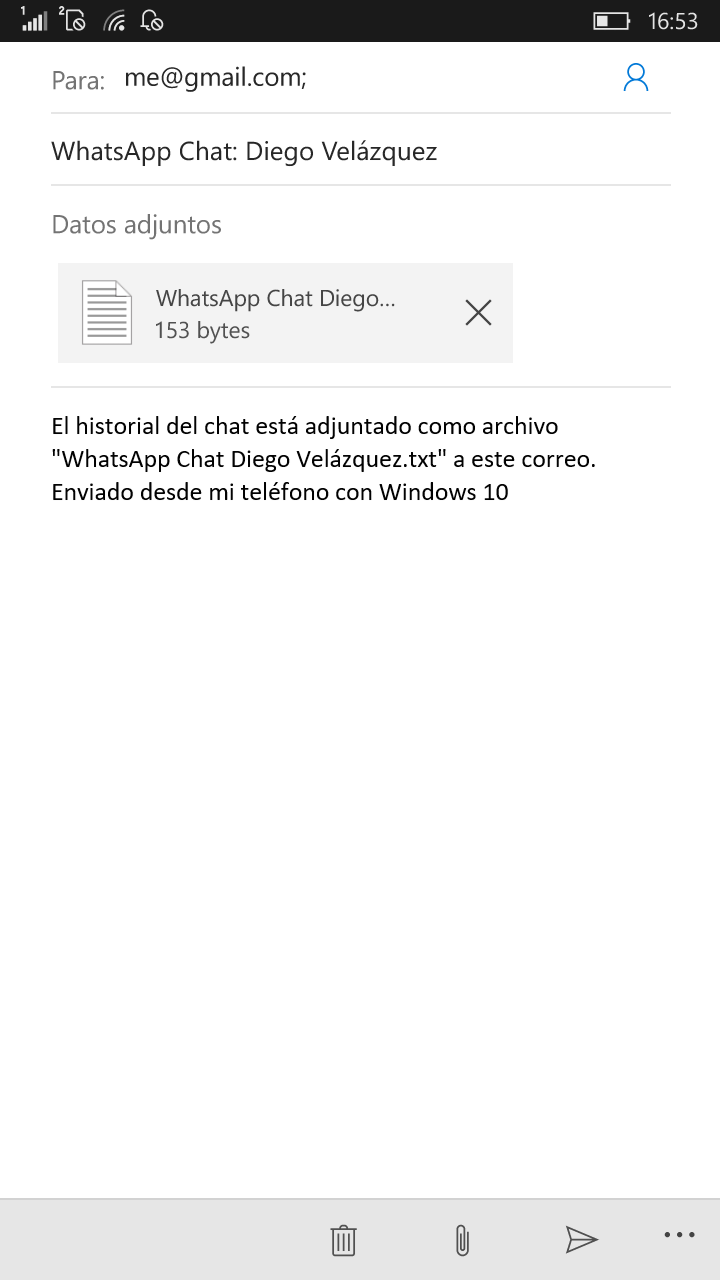 1 2 16:53
Para: me@gmail.com;
WhatsApp Chat: Diego Velázquez
Datos adjuntos
WhatsApp Chat Diego...
153 bytes
El historial del chat está adjuntado como archivo
"WhatsApp Chat Diego Velázquez.txt" a este correo.
Enviado desde mi teléfono con Windows 10